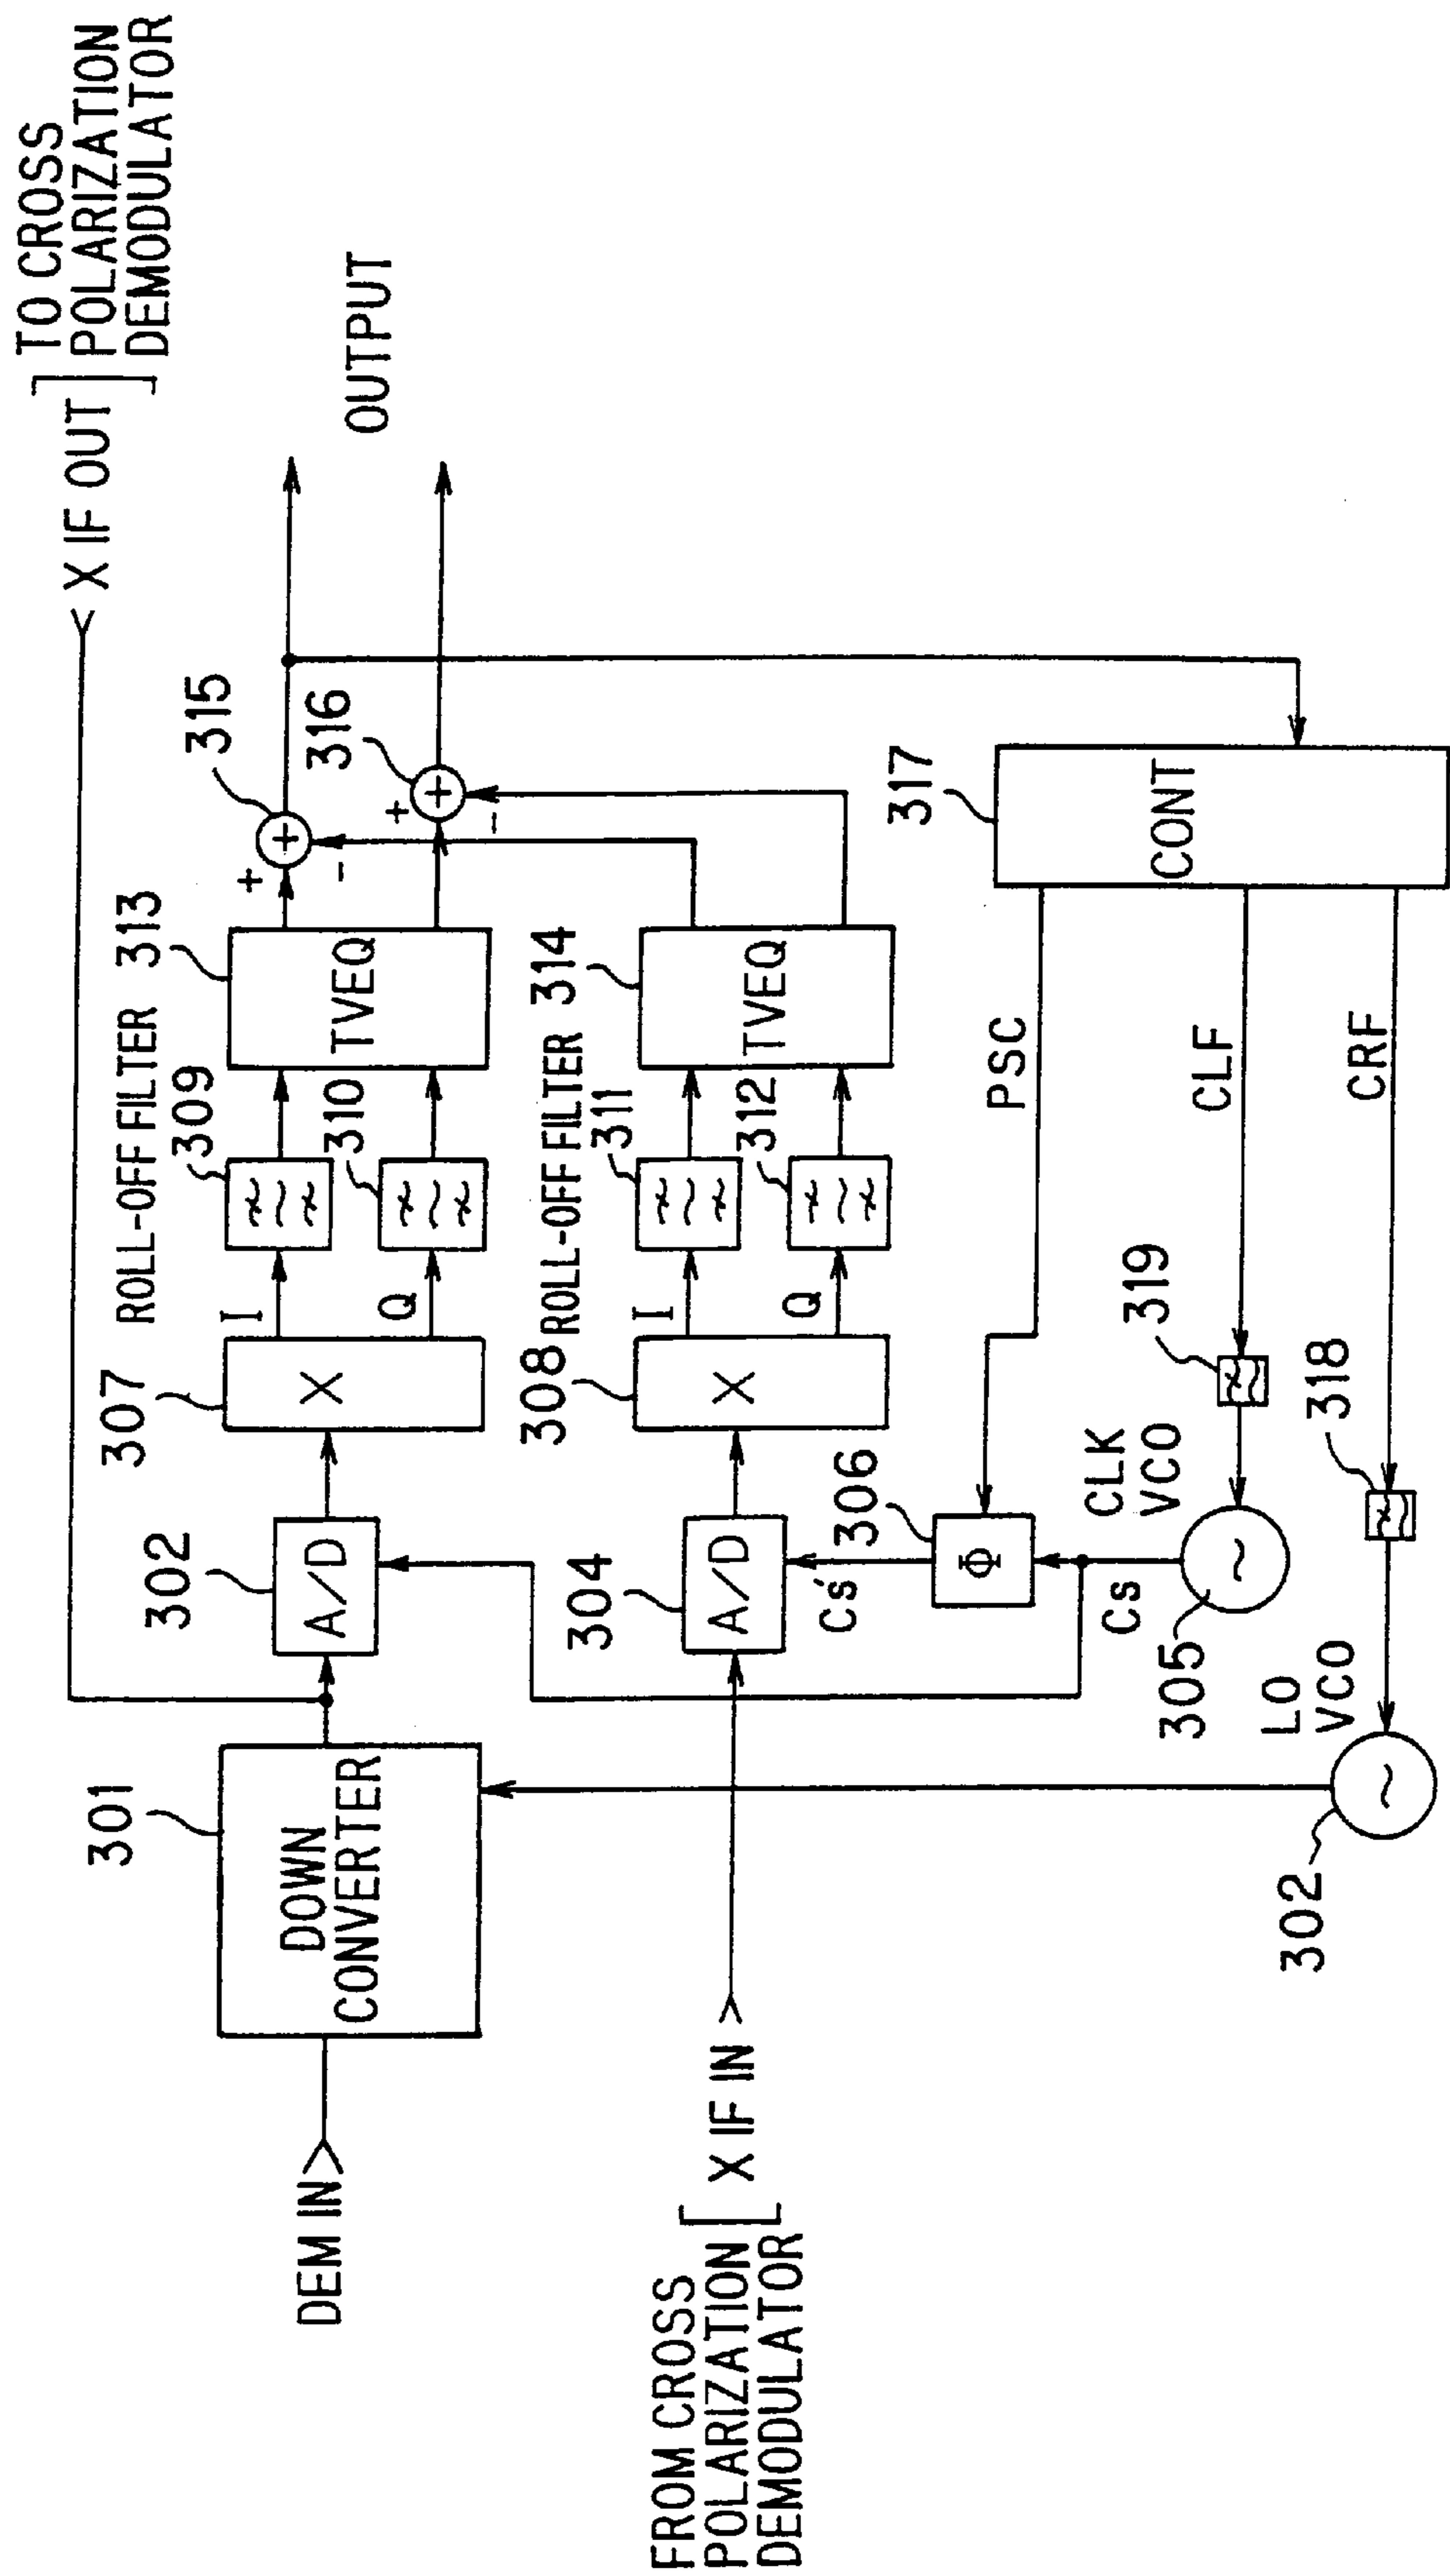 TO CROSS
POLARIZATION
DEMODULATOR
< X IF OUT
OUTPUT
315
316
ROLL-OFF FILTER 313
309
310
TVEQ
I
Q
307
X
302
A/D
301
DOWN
CONVERTER
DEM IN
ROLL-OFF FILTER 314
311
312
TVEQ
I
Q
308
X
304
A/D
Cs'
306
Φ
Cs
FROM CROSS
POLARIZATION
DEMODULATOR
X IF IN >
317
CONT
PSC
CLF
CRF
319
318
CLK
VCO
305
~
LO
VCO
302
~
+
-
+
+
-
+